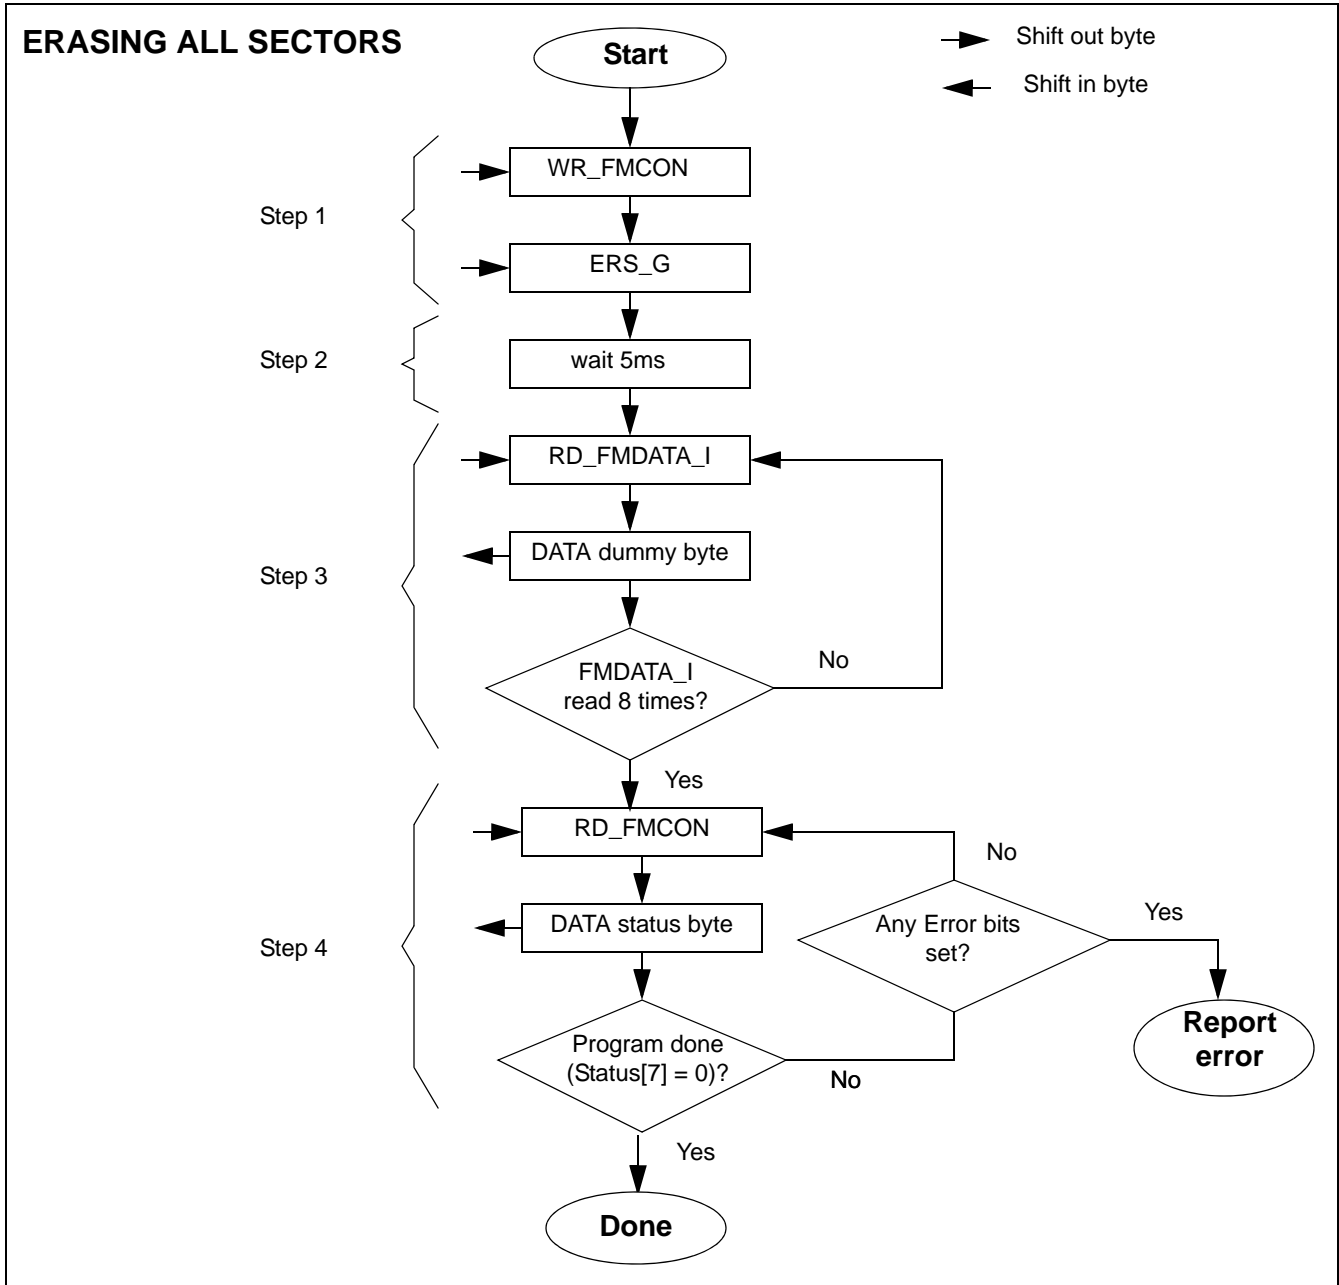 ERASING ALL SECTORS
Start
Shift out byte
Shift in byte
Step 1
WR_FMCON
ERS_G
Step 2
wait 5ms
Step 3
RD_FMDATA_I
DATA dummy byte
FMDATA_I
read 8 times?
No
Yes
Step 4
RD_FMCON
No
DATA status byte
Any Error bits
set?
Yes
Report
error
Program done
(Status[7] = 0)?
No
Yes
Done